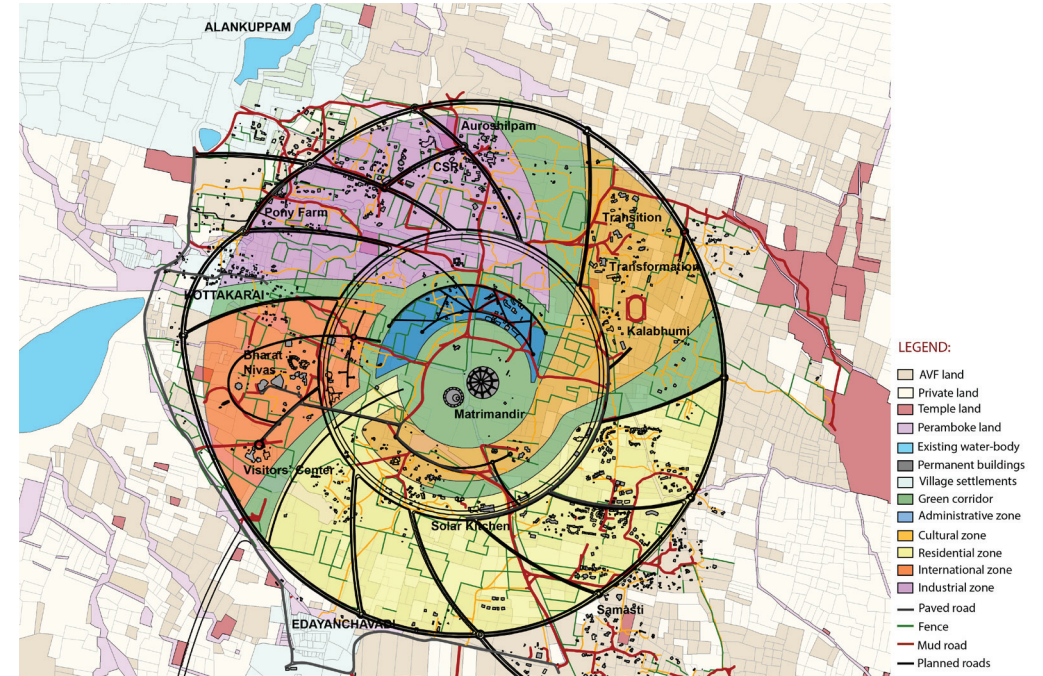 ALANKUPPAM
Auroshilpam
CSR
Transition
Pony Farm
Transformation
KOTTAKARAI
Kalabhumi
Bharat
Nivas
Matrimandir
Visitors' Center
Solar Kitchen
Samasti
EDAYANCHAVADI
LEGEND:
AVF land
Private land
Temple land
Peramboke land
Existing water-body
Permanent buildings
Village settlements
Green corridor
Administrative zone
Cultural zone
Residential zone
International zone
Industrial zone
Paved road
Fence
Mud road
Planned roads